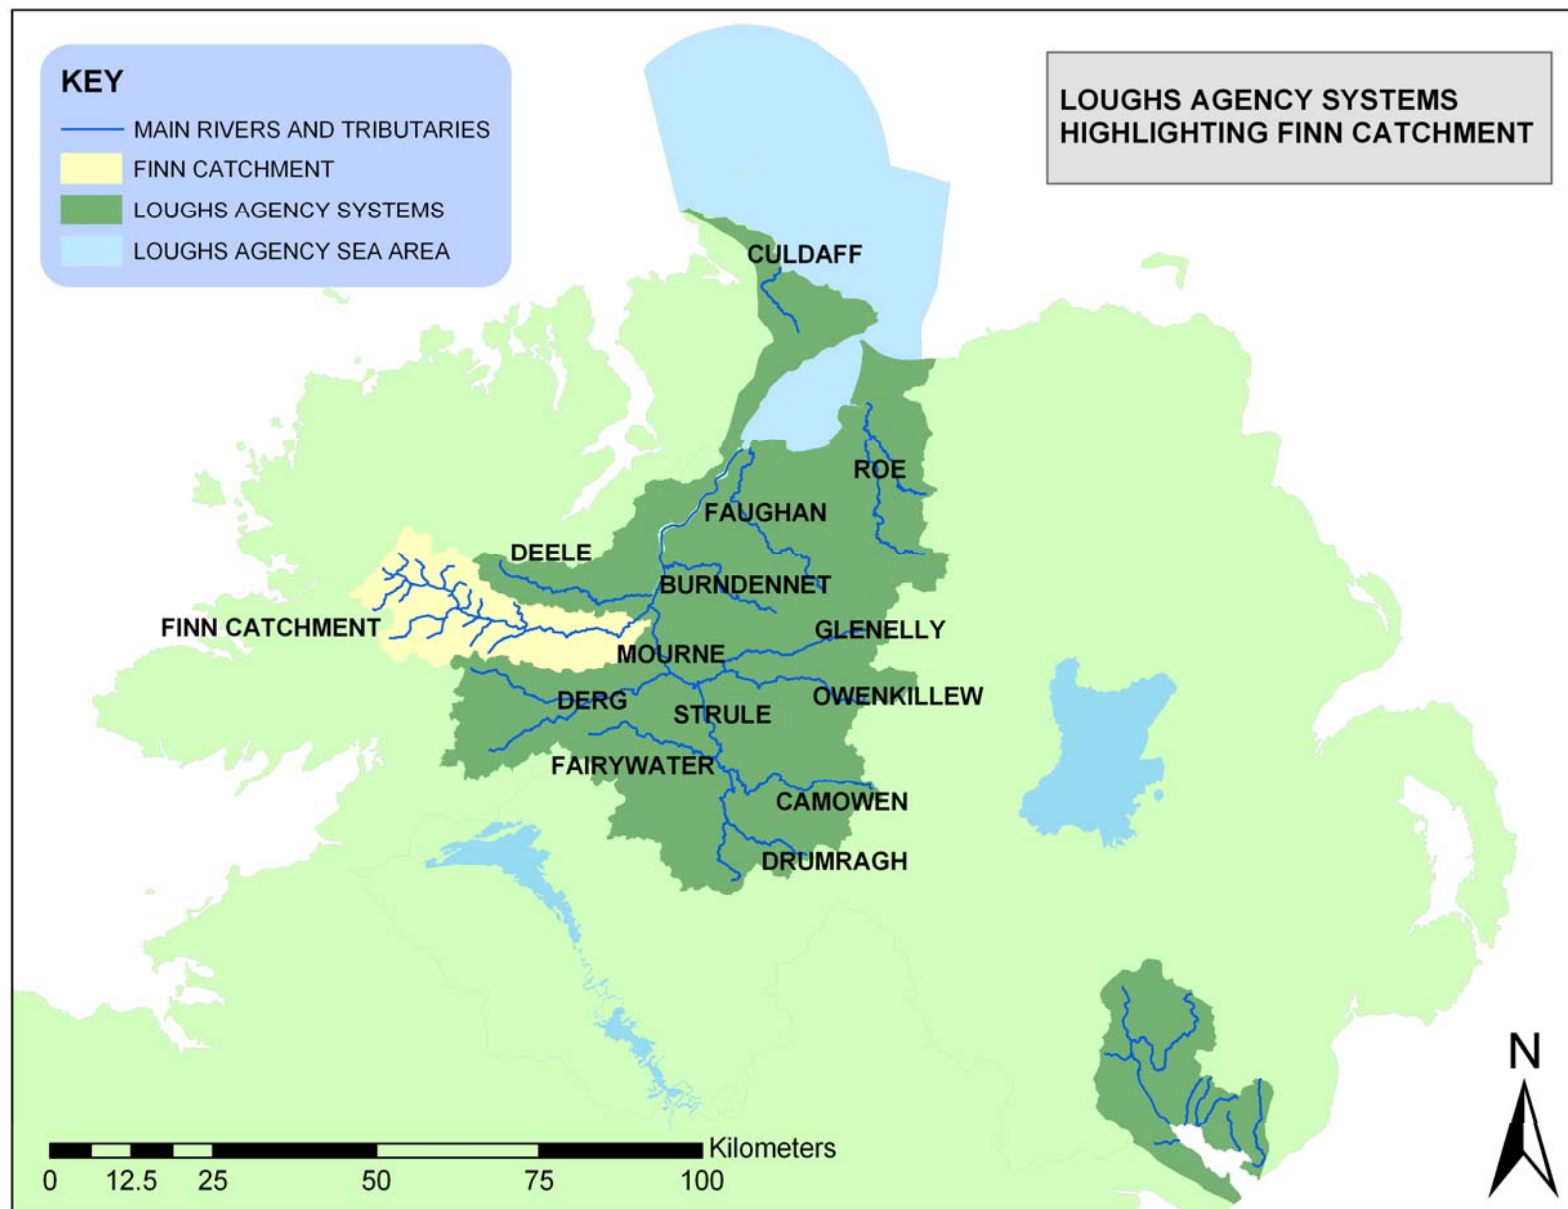 KEY
MAIN RIVERS AND TRIBUTARIES
FINN CATCHMENT
LOUGHS AGENCY SYSTEMS
LOUGHS AGENCY SEA AREA
LOUGHS AGENCY SYSTEMS
HIGHLIGHTING FINN CATCHMENT
CULDAFF
ROE
FAUGHAN
DEELE
BURNDENNET
FINN CATCHMENT
GLENELLY
MOURNE
OWENKILLEW
DERG
STRULE
FAIRYWATER
CAMOWEN
DRUMRAGH
N
Kilometers
0 12.5 25 50 75 100